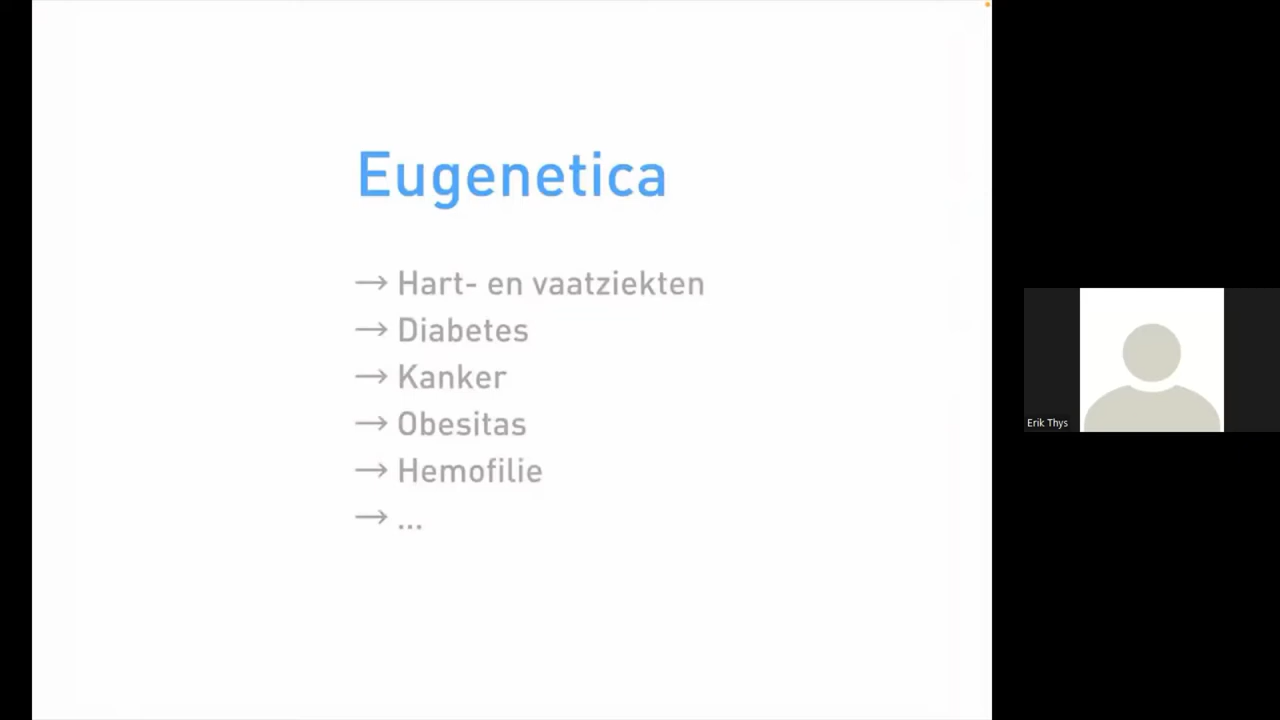 Eugenetica
→ Hart- en vaatziekten
→ Diabetes
→ Kanker
→ Obesitas
→ Hemofilie
→ ...
Erik Thys